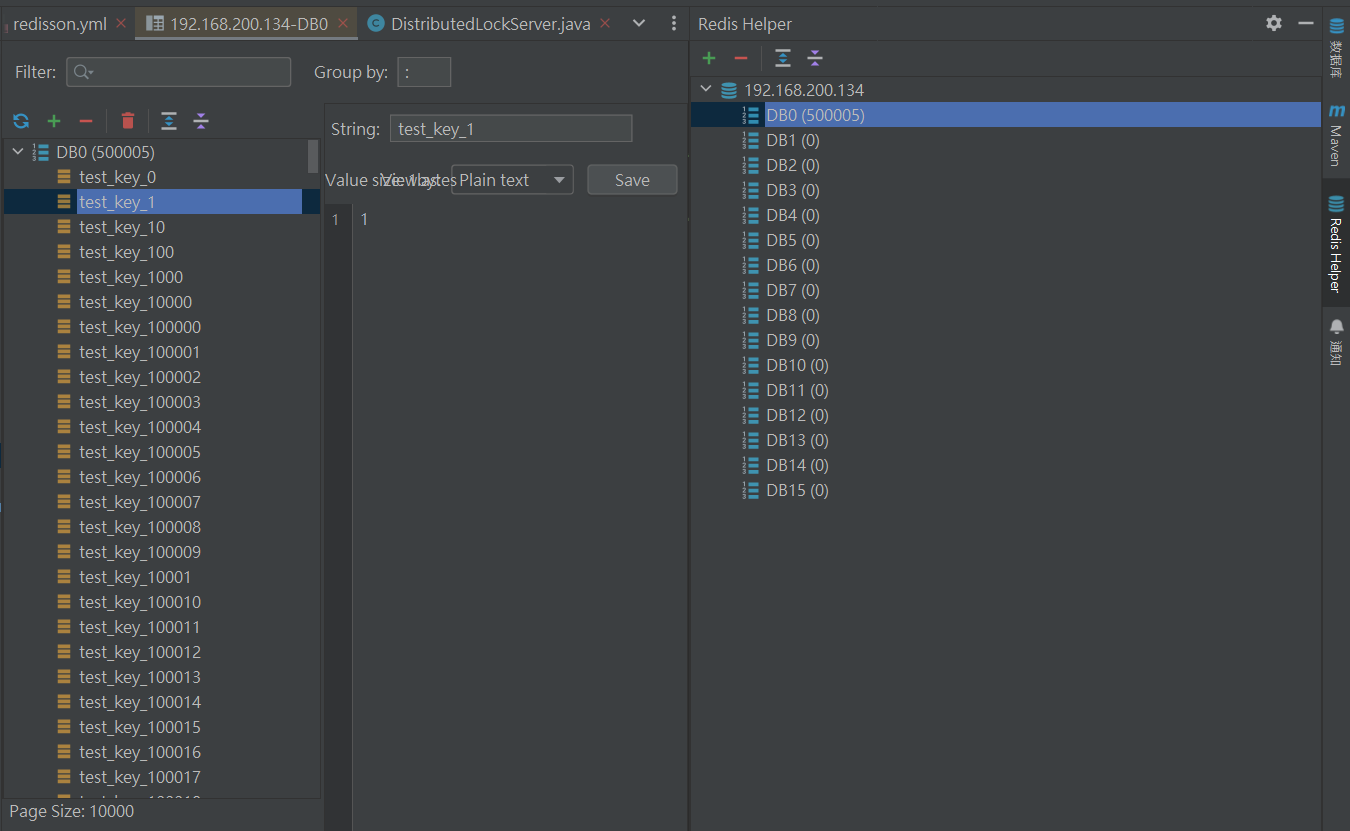 redisson.yml
192.168.200.134-DB0
DistributedLockServer.java
Filter:
Group by: :
DB0 (500005)
test_key_0
test_key_1
test_key_10
test_key_100
test_key_1000
test_key_10000
test_key_100000
test_key_100001
test_key_100002
test_key_100003
test_key_100004
test_key_100005
test_key_100006
test_key_100007
test_key_100008
test_key_100009
test_key_10001
test_key_100010
test_key_100011
test_key_100012
test_key_100013
test_key_100014
test_key_100015
test_key_100016
test_key_100017
Page Size: 10000
String: test_key_1
Value size: 1bytes
View as:
Plain text
Save
1 1
Redis Helper
192.168.200.134
DB0 (500005)
DB1 (0)
DB2 (0)
DB3 (0)
DB4 (0)
DB5 (0)
DB6 (0)
DB7 (0)
DB8 (0)
DB9 (0)
DB10 (0)
DB11 (0)
DB12 (0)
DB13 (0)
DB14 (0)
DB15 (0)
数据库
Maven
Redis Helper
通知